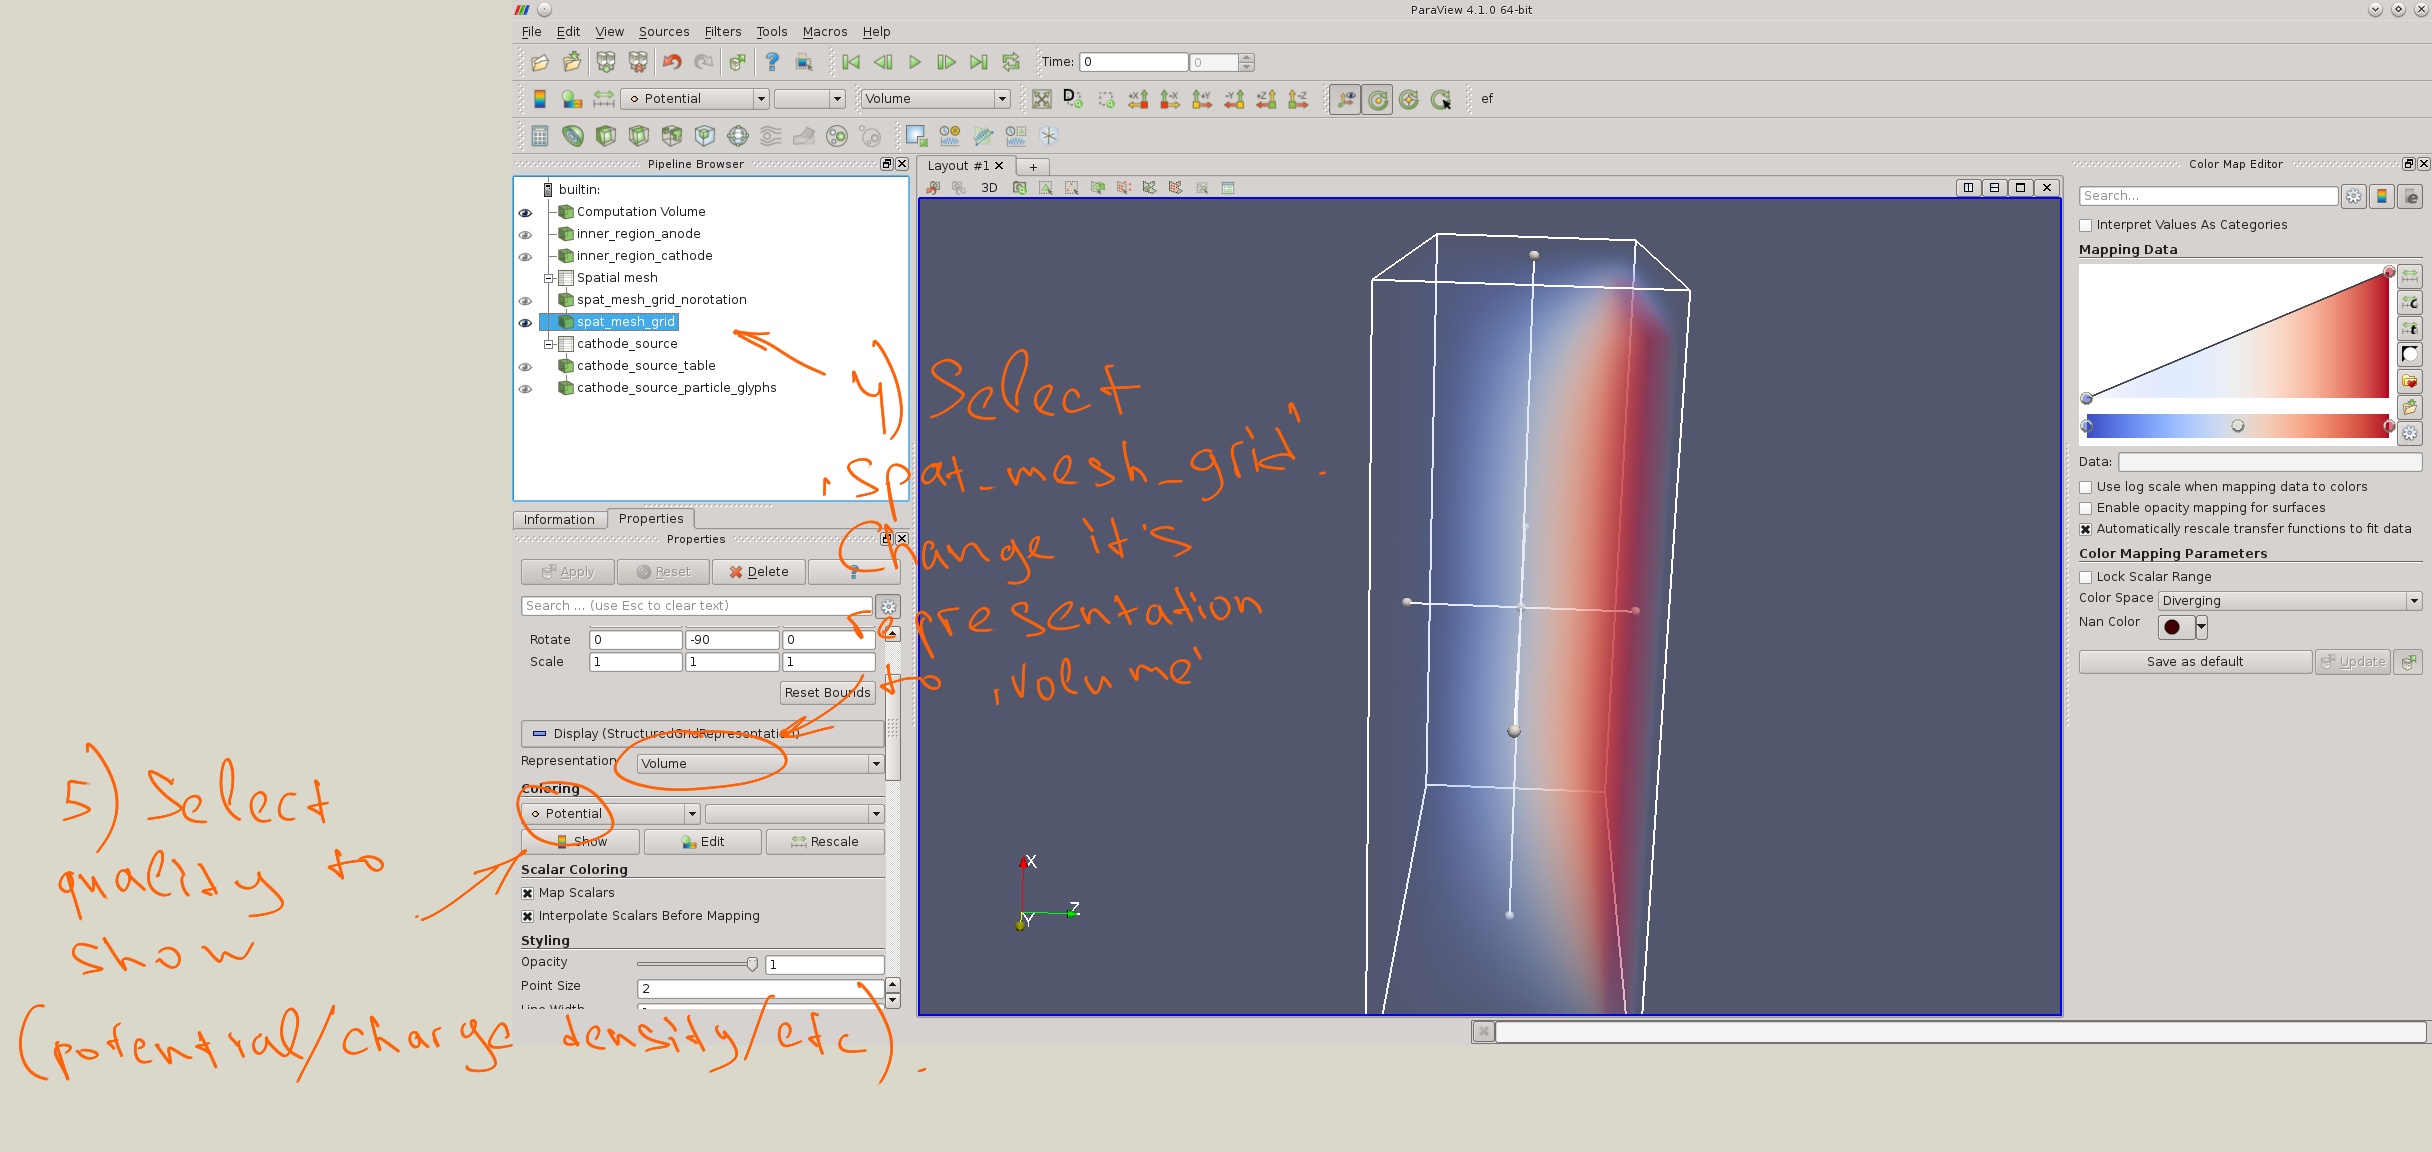 ParaView 4.1.0 64-bit
File Edit View Sources Filters Tools Macros Help
Time: 0 0
Potential Volume ef
Pipeline Browser
builtin:
Computation Volume
inner_region_anode
inner_region_cathode
Spatial mesh
spat_mesh_grid_norotation
spat_mesh_grid
cathode_source
cathode_source_table
cathode_source_particle_glyphs
Information Properties
Properties
Apply Reset Delete ?
Search ... (use Esc to clear text)
Rotate 0 -90 0
Scale 1 1 1
Reset Bounds
Display (StructuredGridRepresentation)
Representation Volume
Coloring
Potential
Show Edit Rescale
Scalar Coloring
Map Scalars
Interpolate Scalars Before Mapping
Styling
Opacity 1
Point Size 2
Line Width
Layout #1 +
3D
X
Y
Z
4) Select
'spat_mesh_grid'.
Change it's
representation
to 'volume'
5) Select
quality to
show
(potential/charge density/etc).
Color Map Editor
Search...
Interpret Values As Categories
Mapping Data
Data:
Use log scale when mapping data to colors
Enable opacity mapping for surfaces
Automatically rescale transfer functions to fit data
Color Mapping Parameters
Lock Scalar Range
Color Space Diverging
Nan Color
Save as default Update